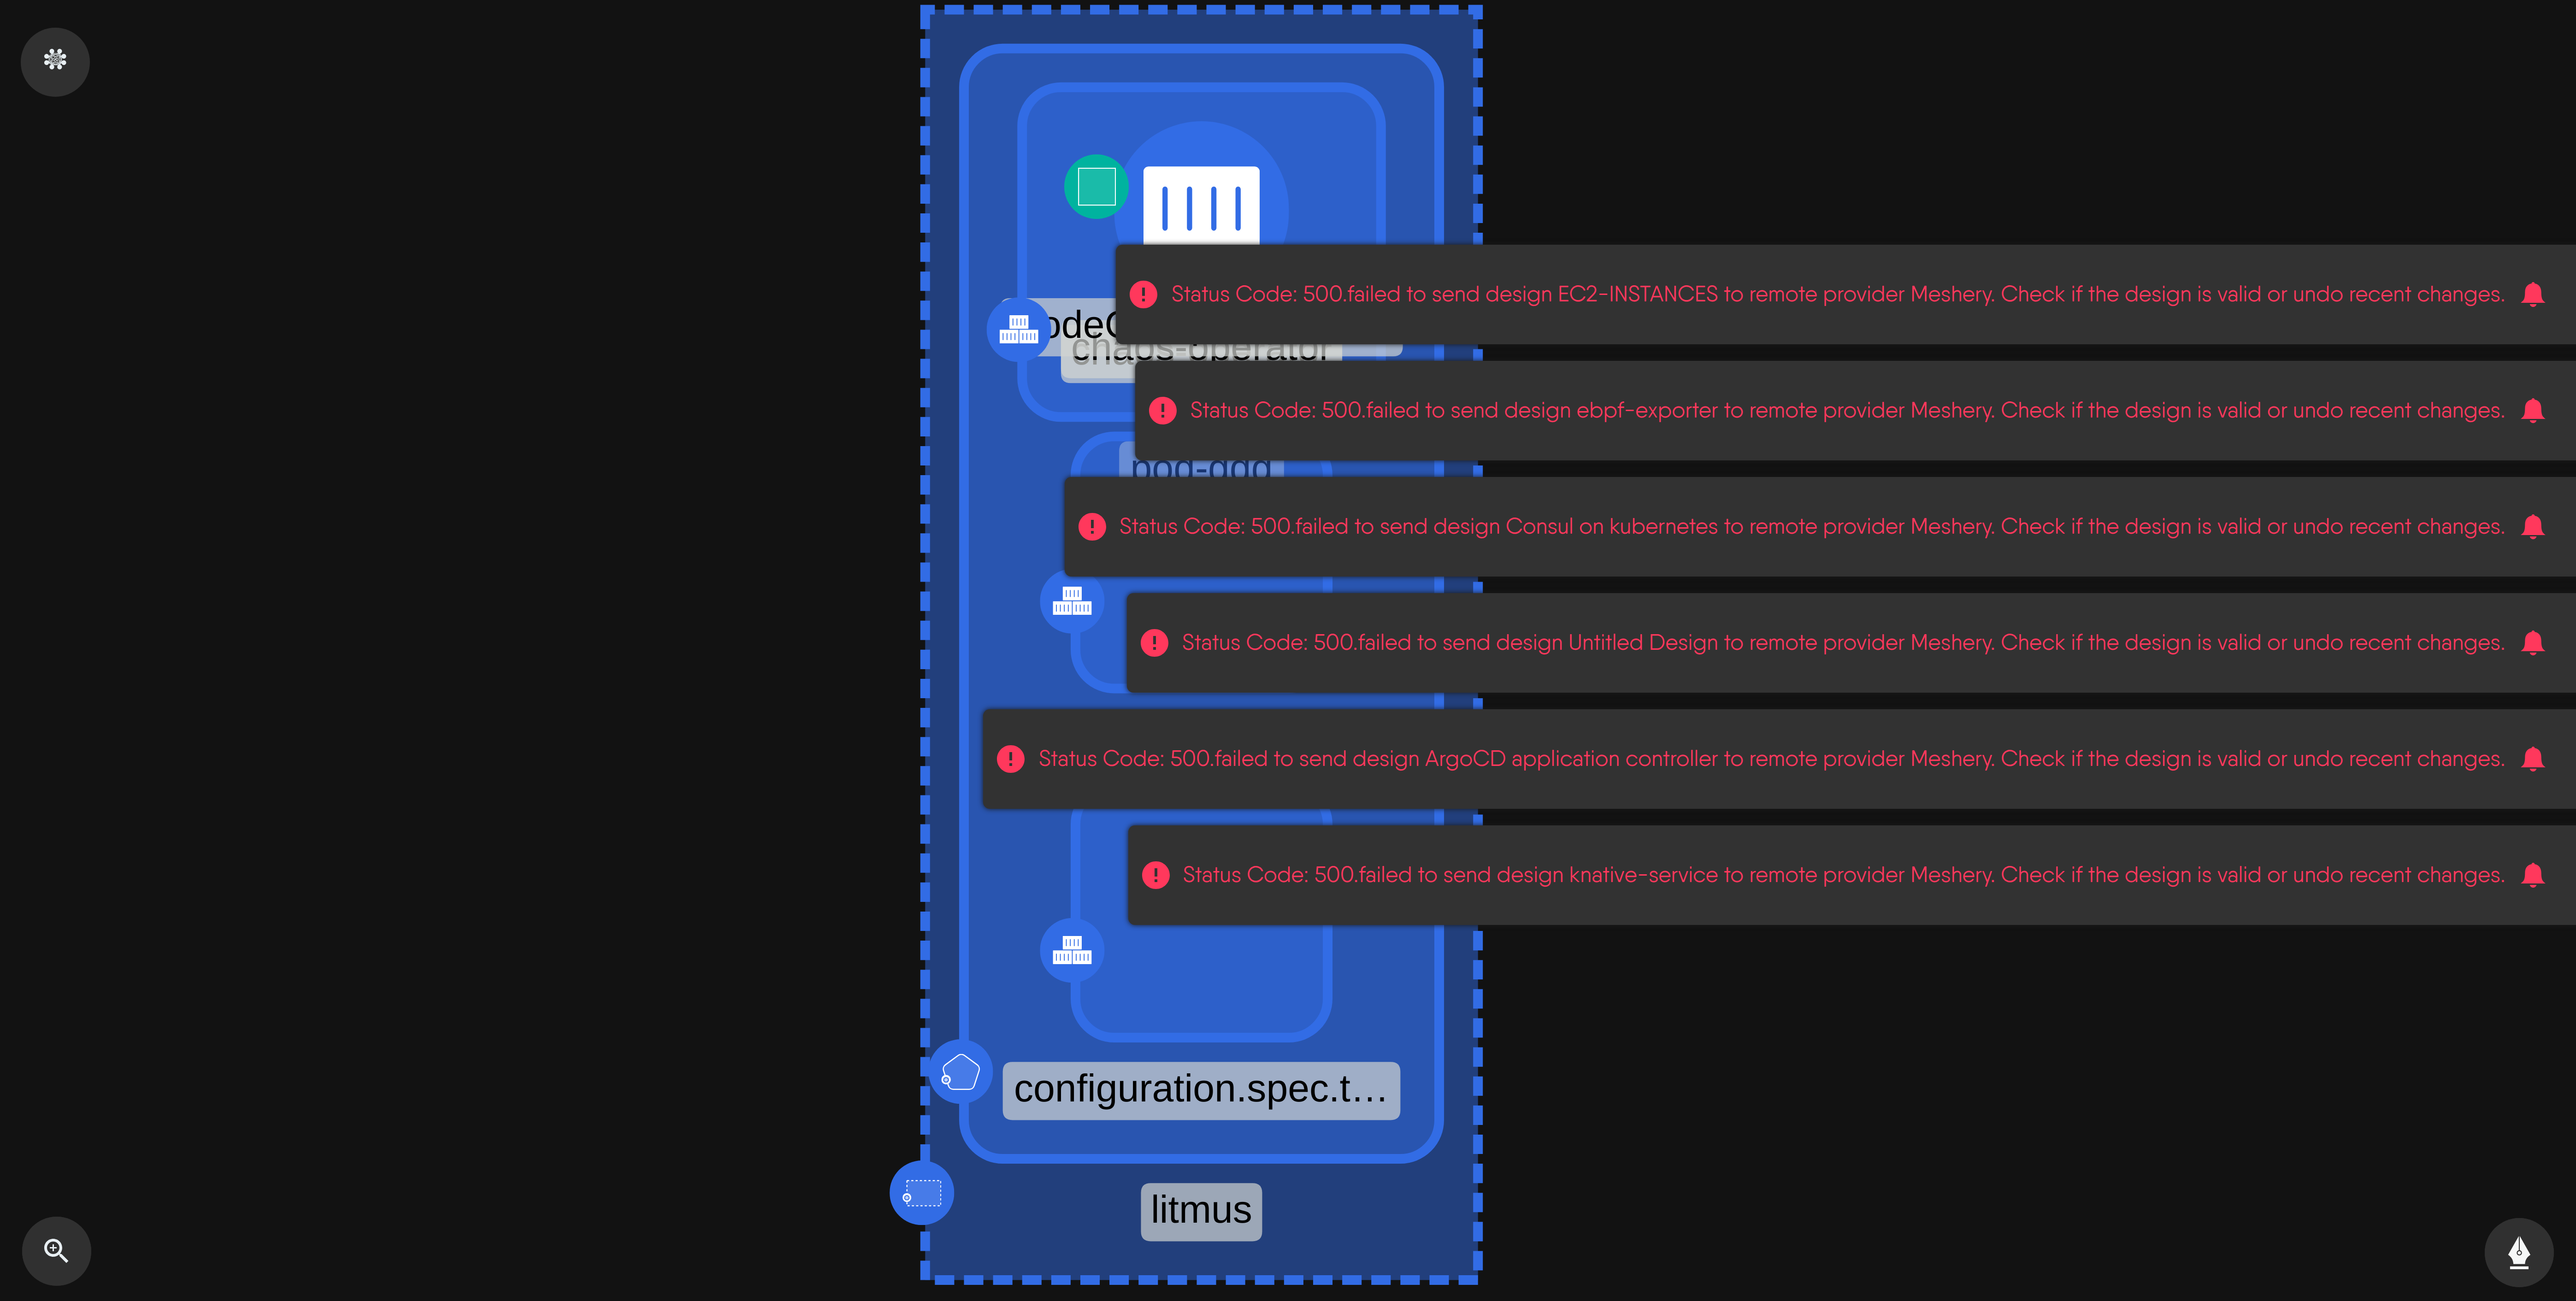 Status Code: 500.failed to send design EC2-INSTANCES to remote provider Meshery. Check if the design is valid or undo recent changes.
chaos-operator
Status Code: 500.failed to send design ebpf-exporter to remote provider Meshery. Check if the design is valid or undo recent changes.
Status Code: 500.failed to send design Consul on kubernetes to remote provider Meshery. Check if the design is valid or undo recent changes.
Status Code: 500.failed to send design Untitled Design to remote provider Meshery. Check if the design is valid or undo recent changes.
Status Code: 500.failed to send design ArgoCD application controller to remote provider Meshery. Check if the design is valid or undo recent changes.
Status Code: 500.failed to send design knative-service to remote provider Meshery. Check if the design is valid or undo recent changes.
configuration.spec.t...
litmus